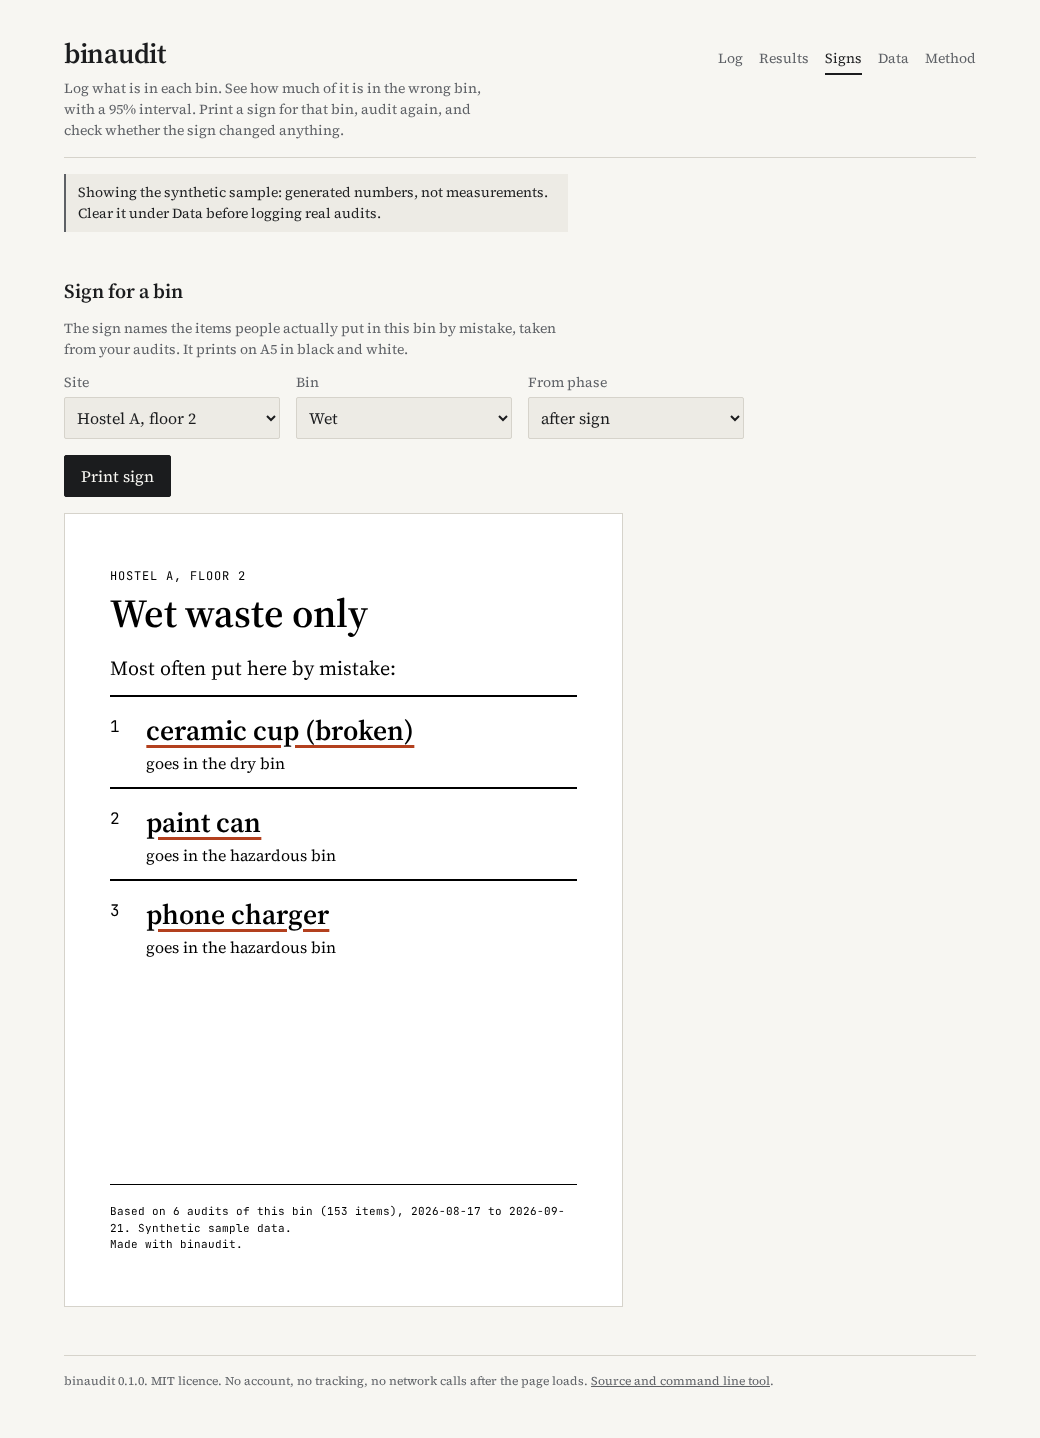 binaudit
Log Results Signs Data Method
Log what is in each bin. See how much of it is in the wrong bin,
with a 95% interval. Print a sign for that bin, audit again, and
check whether the sign changed anything.
Showing the synthetic sample: generated numbers, not measurements.
Clear it under Data before logging real audits.
Sign for a bin
The sign names the items people actually put in this bin by mistake, taken
from your audits. It prints on A5 in black and white.
Site Bin From phase
Hostel A, floor 2 Wet after sign
Print sign
HOSTEL A, FLOOR 2
Wet waste only
Most often put here by mistake:
1 ceramic cup (broken)
goes in the dry bin
2 paint can
goes in the hazardous bin
3 phone charger
goes in the hazardous bin
Based on 6 audits of this bin (153 items), 2026-08-17 to 2026-09-
21. Synthetic sample data.
Made with binaudit.
binaudit 0.1.0. MIT licence. No account, no tracking, no network calls after the page loads. Source and command line tool.